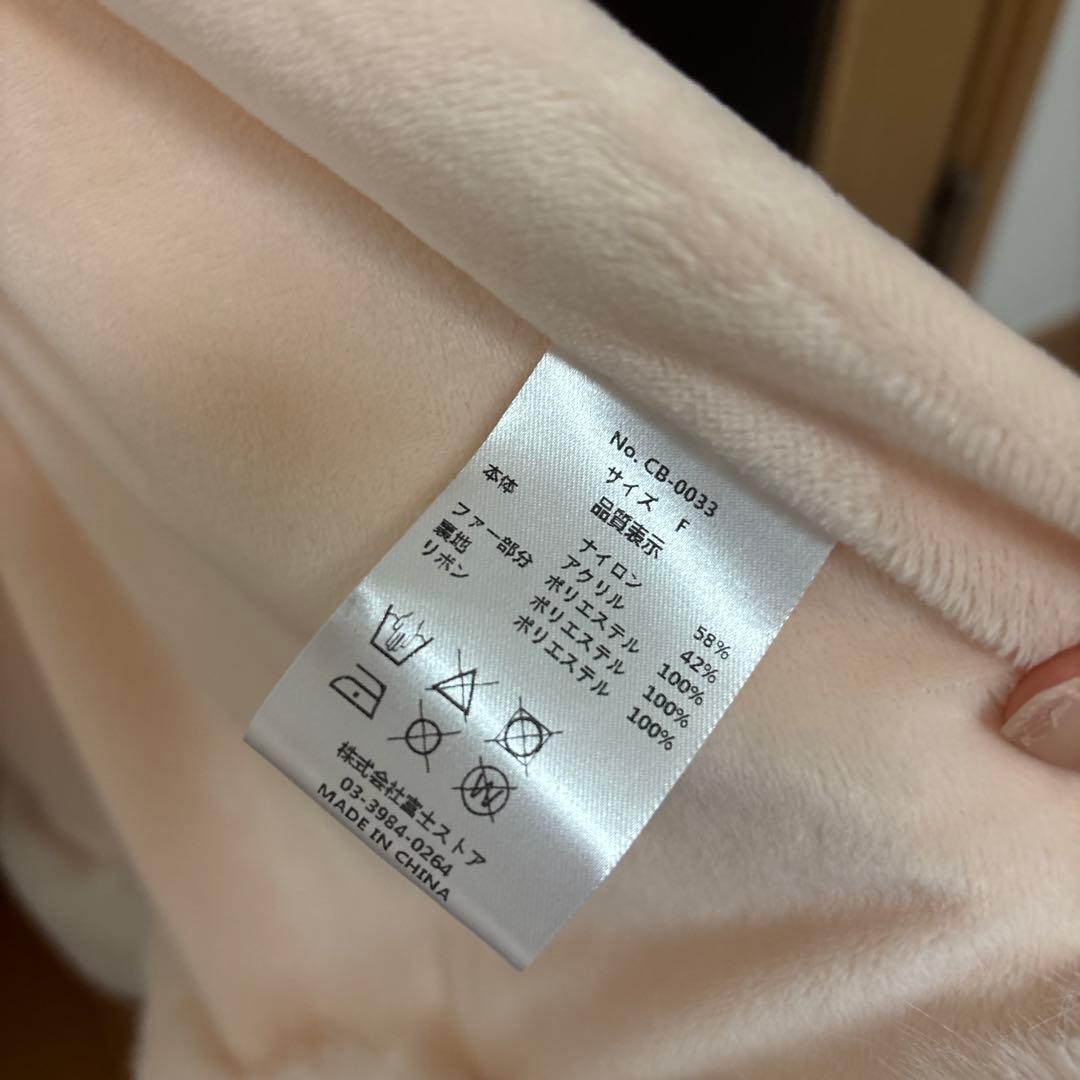 No. CB-0033
サイズ F
品質表示
本体 ナイロン 58%
アクリル 42%
ファー部分 ポリエステル 100%
裏地 ポリエステル 100%
リボン ポリエステル 100%
株式会社富士ストア
03-3984-0264
MADE IN CHINA